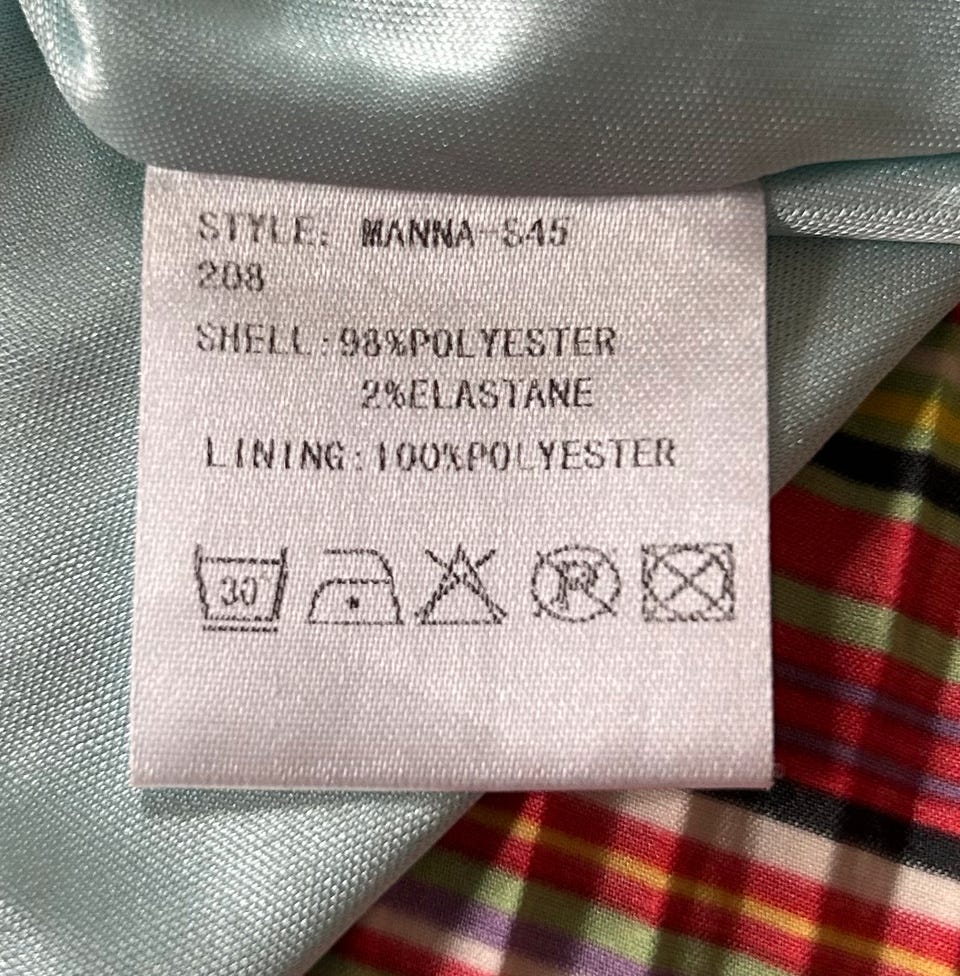 STYLE: MANNA-S45
208
SHELL:98%POLYESTER
2%ELASTANE
LINING:100%POLYESTER
30° P